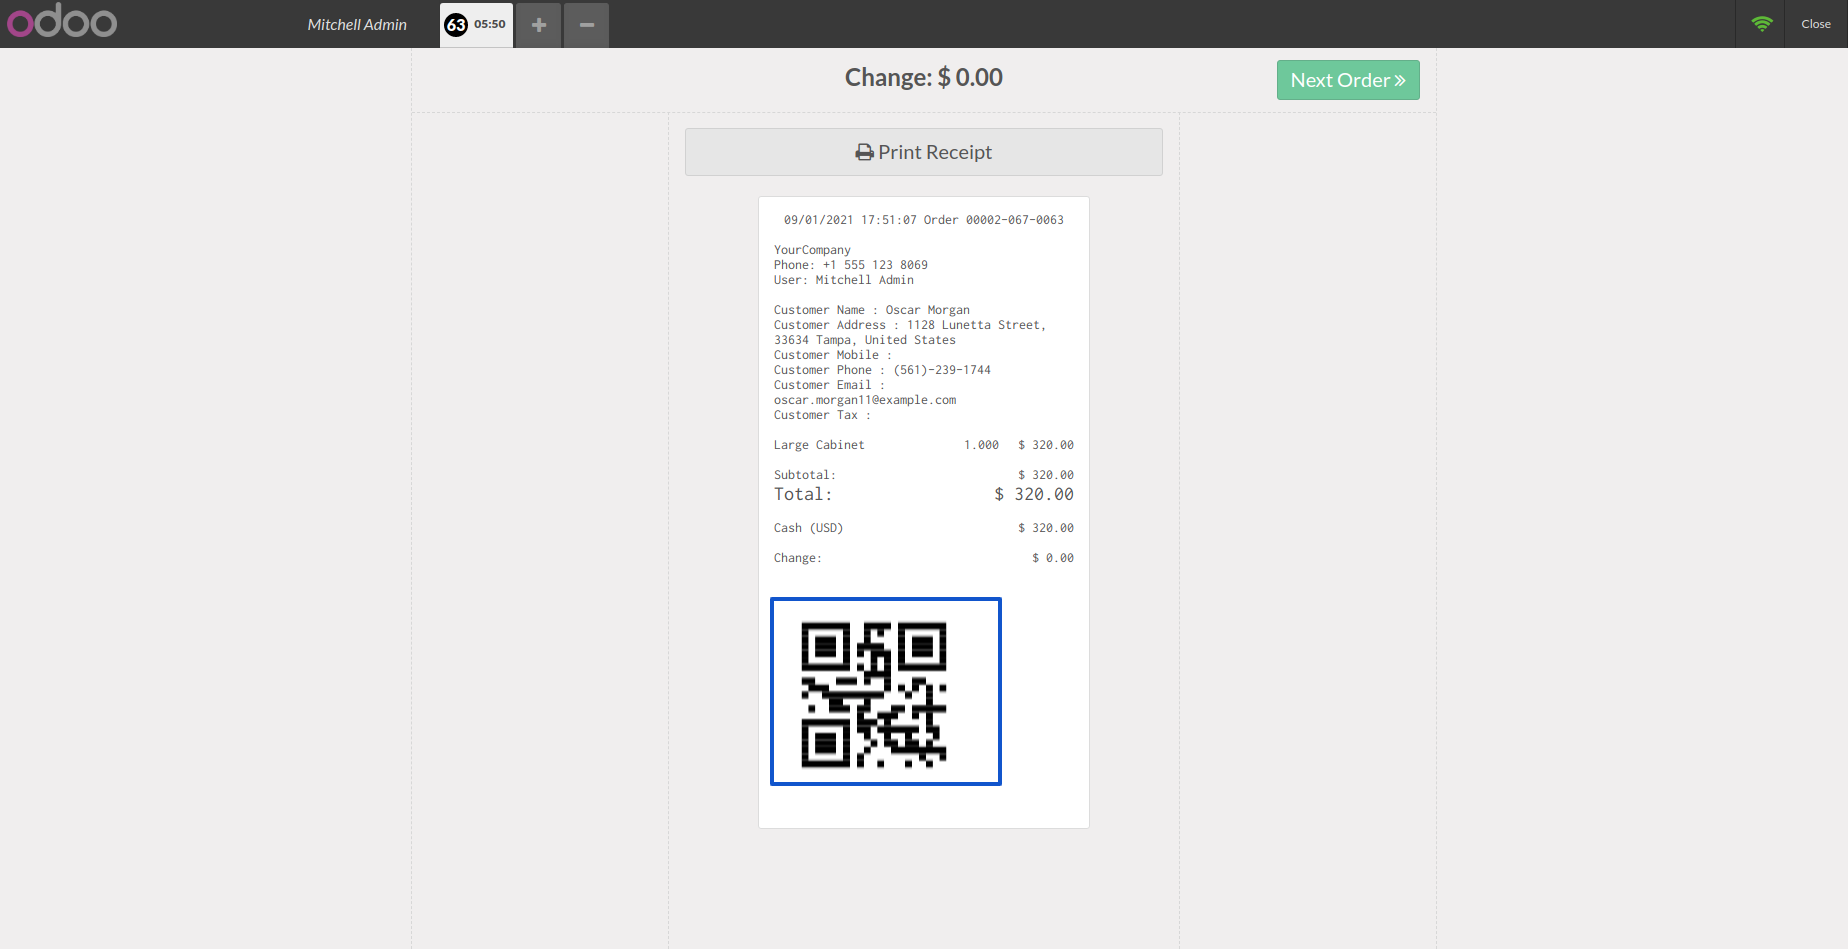 odoo
Mitchell Admin
63 05:50
+
−
Close
Change: $ 0.00
Next Order »
Print Receipt
09/01/2021 17:51:07 Order 00002-067-0063
YourCompany
Phone: +1 555 123 8069
User: Mitchell Admin
Customer Name : Oscar Morgan
Customer Address : 1128 Lunetta Street,
33634 Tampa, United States
Customer Mobile :
Customer Phone : (561)-239-1744
Customer Email :
oscar.morgan11@example.com
Customer Tax :
Large Cabinet 1.000 $ 320.00
Subtotal: $ 320.00
Total: $ 320.00
Cash (USD) $ 320.00
Change: $ 0.00